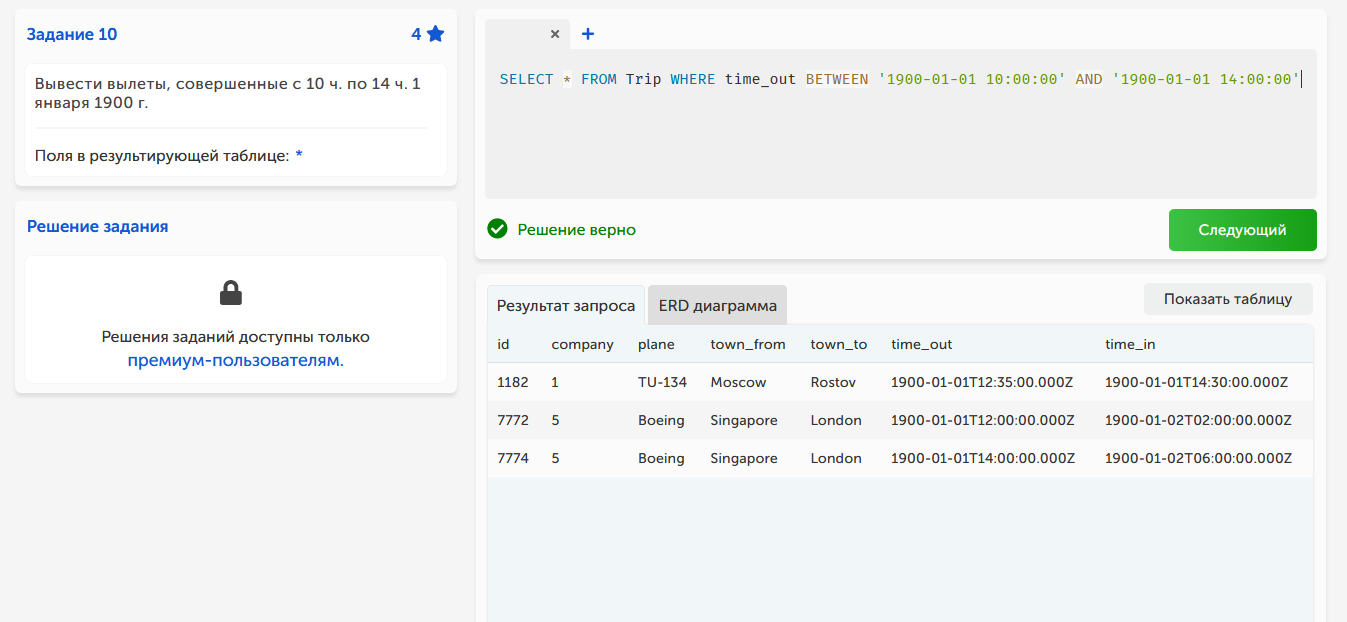 Задание 10
4
Вывести вылеты, совершенные с 10 ч. по 14 ч. 1
января 1900 г.
Поля в результирующей таблице: *
Решение задания
Решения заданий доступны только
премиум-пользователям.
× +
SELECT * FROM Trip WHERE time_out BETWEEN '1900-01-01 10:00:00' AND '1900-01-01 14:00:00'
Решение верно
Следующий
Результат запроса
ERD диаграмма
Показать таблицу
id company plane town_from town_to time_out time_in
1182 1 TU-134 Moscow Rostov 1900-01-01T12:35:00.000Z 1900-01-01T14:30:00.000Z
7772 5 Boeing Singapore London 1900-01-01T12:00:00.000Z 1900-01-02T02:00:00.000Z
7774 5 Boeing Singapore London 1900-01-01T14:00:00.000Z 1900-01-02T06:00:00.000Z